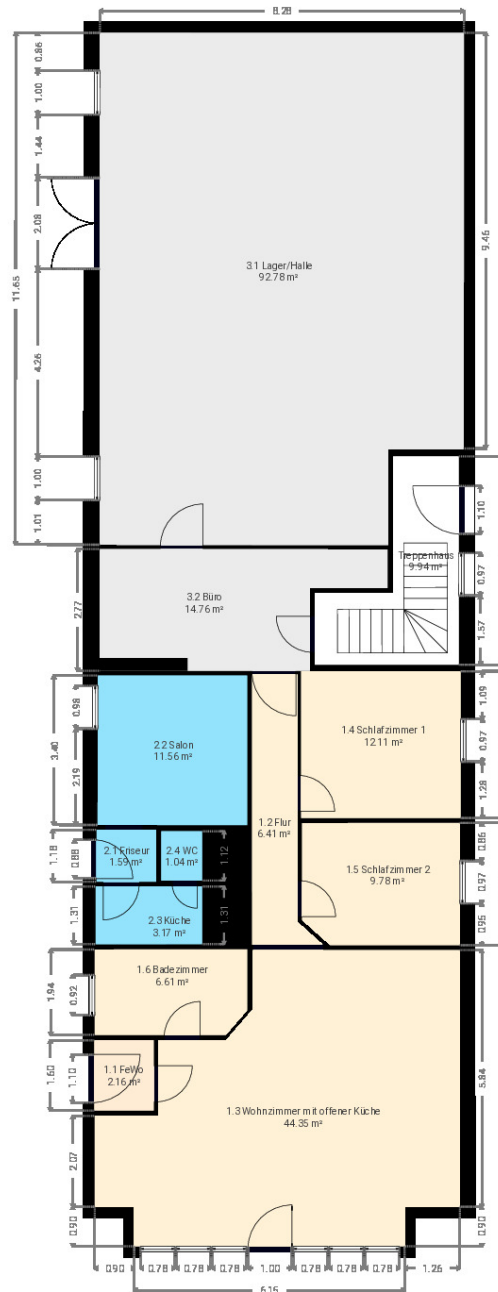 8.28
0.86
1.00
1.44
2.08
11.65
9.46
3.1 Lager/Halle
92.78 m²
4.26
1.00
1.01
1.10
Treppenhaus
9.94 m²
0.97
1.57
2.77
3.2 Büro
14.76 m²
0.98
3.40
2.19
2.2 Salon
11.56 m²
1.4 Schlafzimmer 1
12.11 m²
1.09
0.97
1.28
1.2 Flur
6.41 m²
1.18
0.88
2.1 Friseur
1.59 m²
2.4 WC
1.04 m²
1.12
1.5 Schlafzimmer 2
9.78 m²
0.86
0.97
0.95
1.31
2.3 Küche
3.17 m²
1.31
1.94
0.92
1.6 Badezimmer
6.61 m²
1.60
1.10
1.1 FeWo
2.16 m²
1.3 Wohnzimmer mit offener Küche
44.35 m²
5.84
2.07
0.90
0.90
0.90
0.78
0.78
0.78
1.00
0.78
0.78
0.78
1.26